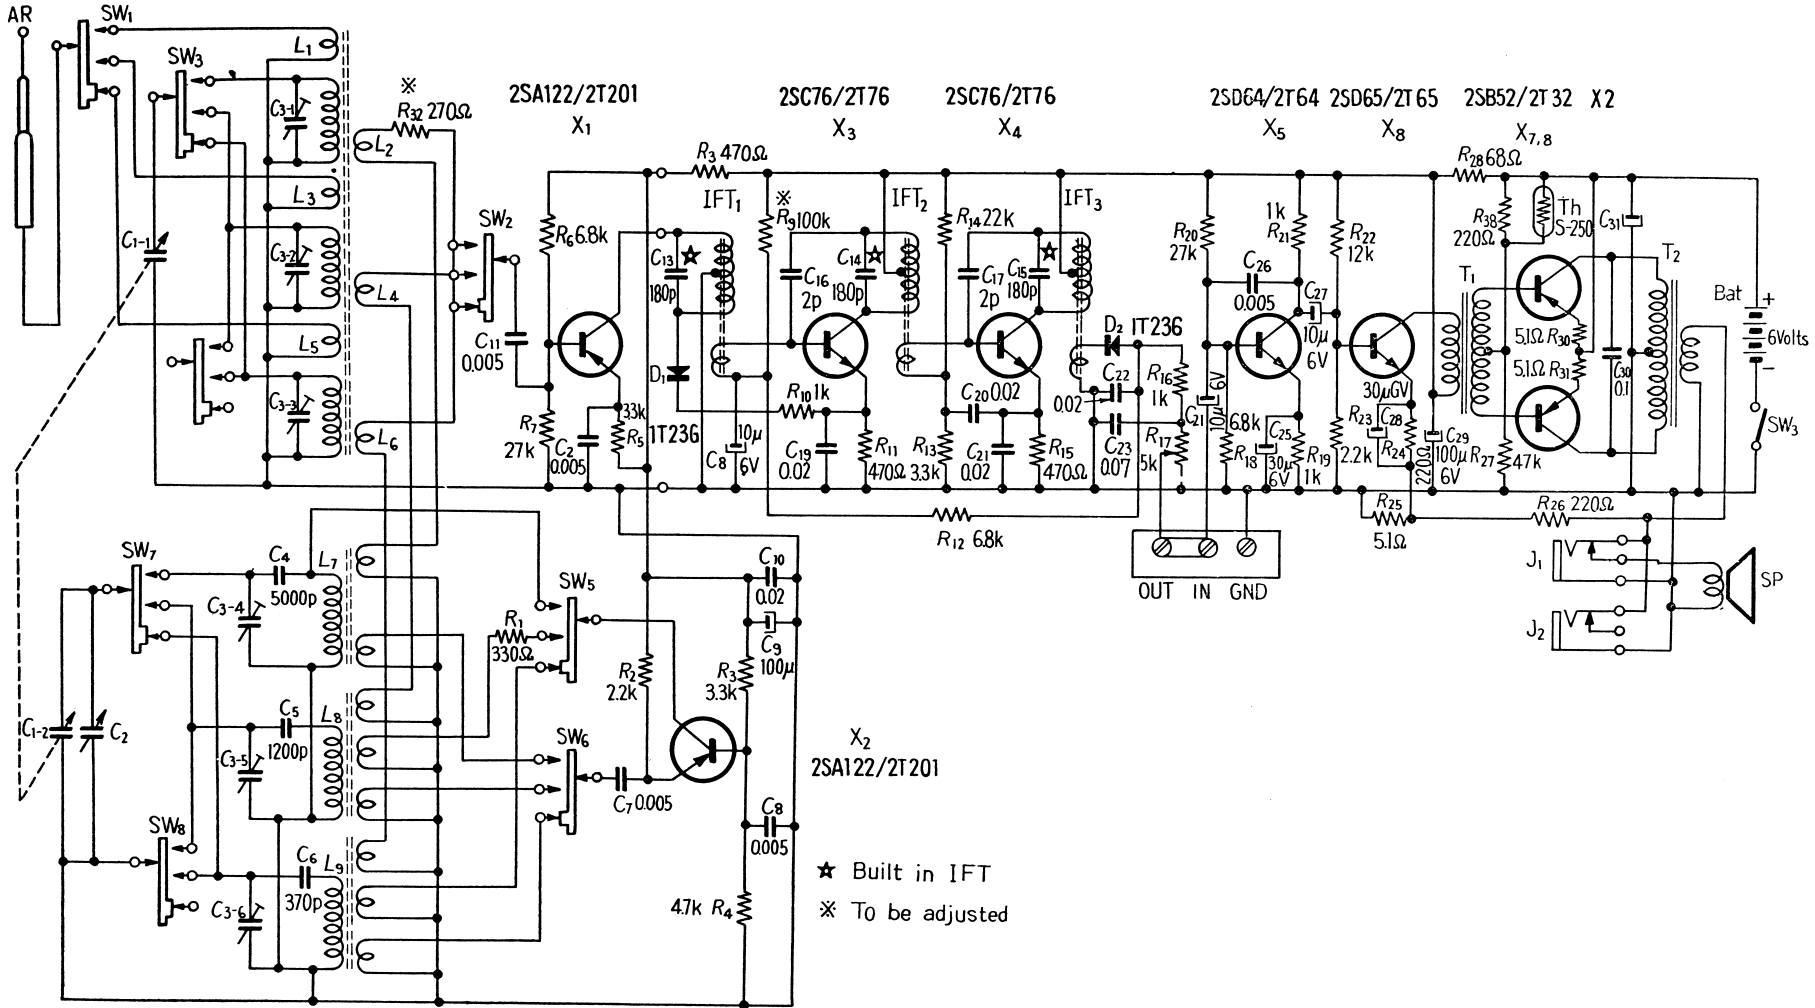 AR
SW1
SW3
L1
※
R32 270Ω
C3-1
L2
L3
C1-1
C3-2
L4
L5
C3-3
L6
SW2
C11
0.005
2SA122/2T201
X1
R6 6.8k
R7
27k
C2
0.005
33k
R5
R3 470Ω
IFT1
C13
☆
180p
D1
1T236
C8
10μ
6V
※
R9 100k
R10 1k
C19
0.02
2SC76/2T76
X3
IFT2
C14
☆
180p
C16
2p
R11
470Ω
2SC76/2T76
X4
R14 22k
IFT3
C15
☆
180p
C17
2p
C20 0.02
R13
3.3k
C21
0.02
R15
470Ω
R12 6.8k
D2 1T236
C22
0.02
C23
0.07
R16
1k
R17
5k
OUT IN GND
2SD64/2T64
X5
R20
27k
1k
R21
C26
0.005
C27
10μ
6V
C21
10μ 6V
6.8k
R18
C25
30μ
6V
R19
1k
2SD65/2T65
X8
R22
12k
2.2k
30μGV
R23
C28
R24
220Ω
C29
100μ
6V
R25
5.1Ω
2SB52/2T32 X2
X7,8
R28 68Ω
R38
220Ω
Th
S-250
C31
T1
T2
5.1Ω R30
5.1Ω R31
C30
0.1
R27
47k
R26 220Ω
Bat
+
6Volts
−
SW3
J1
J2
SP
SW7
C4
5000p
L7
C3-4
C1-2
C2
C5
1200p
L8
C3-5
SW8
C6
370p
L9
C3-6
R1
330Ω
SW5
SW6
C7 0.005
R2
2.2k
C10
0.02
C9
100μ
R3
3.3k
X2
2SA122/2T201
C8
0.005
4.7k R4
☆ Built in IFT
※ To be adjusted